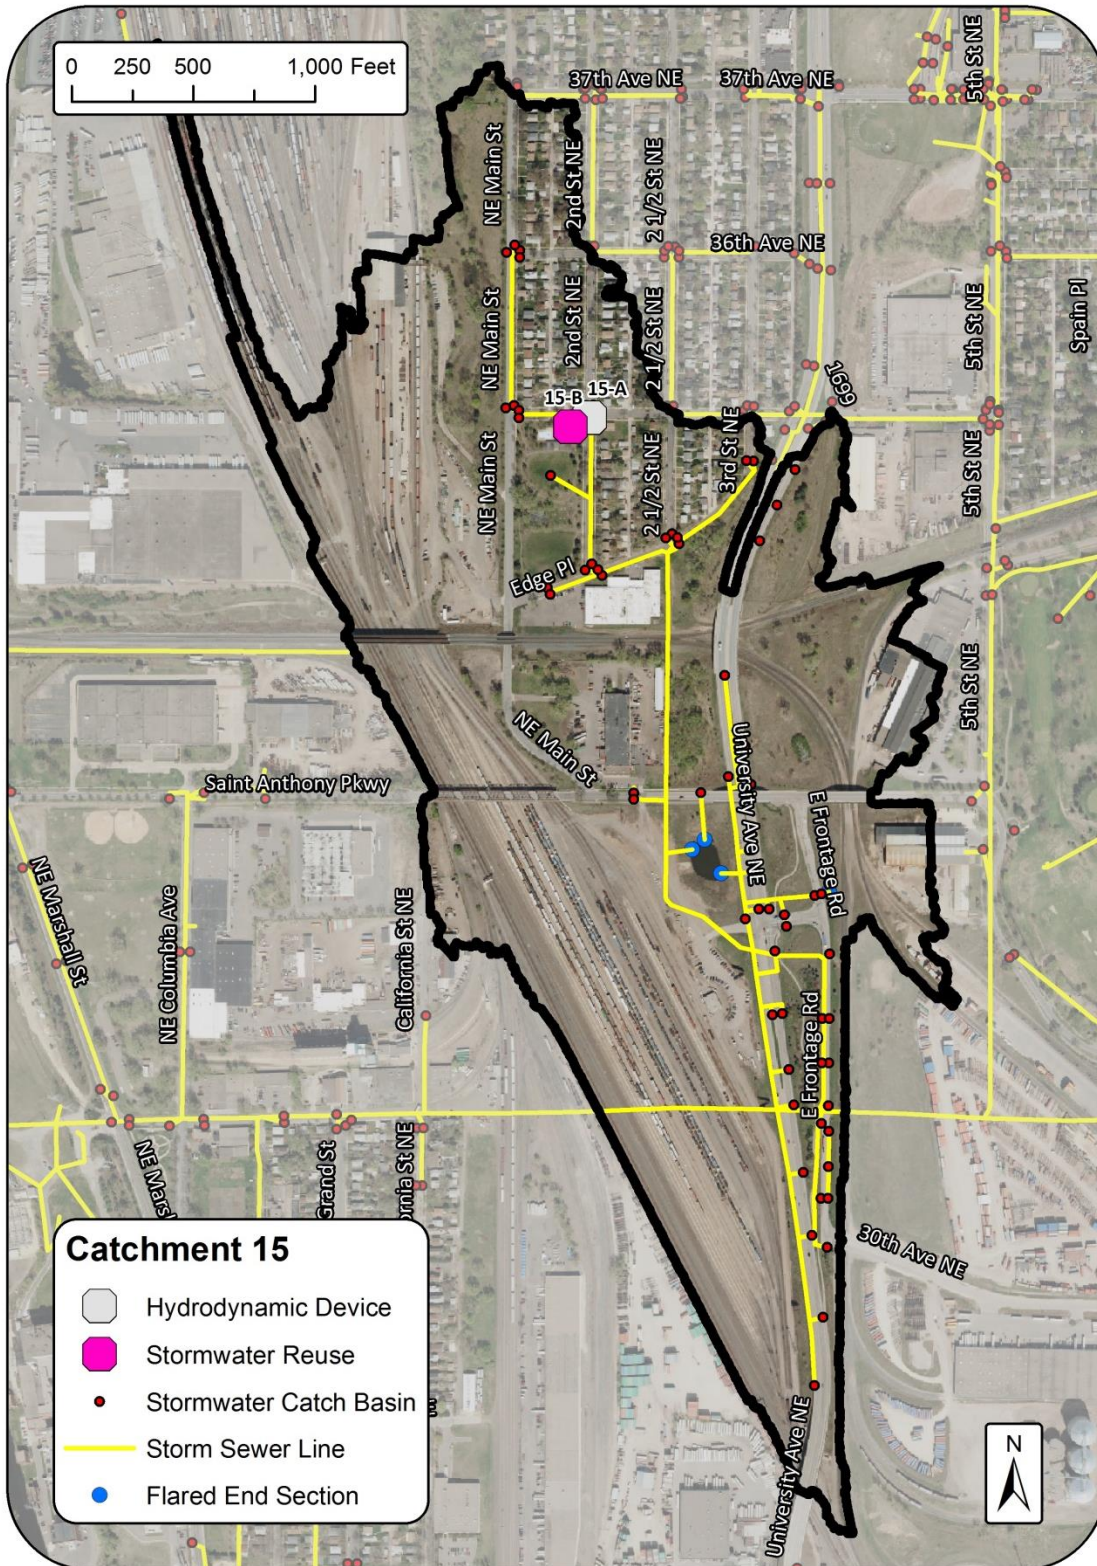 0 250 500 1,000 Feet
37th Ave NE
37th Ave NE
5th St NE
NE Main St
2nd St NE
2 1/2 St NE
36th Ave NE
NE Main St
2nd St NE
2 1/2 St NE
5th St NE
Spain Pl
1699
15-B
15-A
NE Main St
2 1/2 St NE
3rd St NE
5th St NE
Edge Pl
5th St NE
NE Main St
University Ave NE
Saint Anthony Pkwy
E Frontage Rd
NE Marshall St
NE Columbia Ave
California St NE
E Frontage Rd
NE Marsh
Grand St
ornia St NE
30th Ave NE
University Ave NE
Catchment 15
Hydrodynamic Device
Stormwater Reuse
Stormwater Catch Basin
Storm Sewer Line
Flared End Section
N